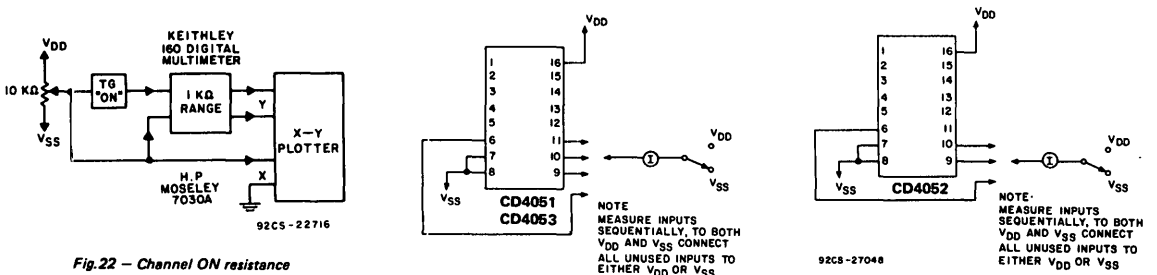 VDD
10 KΩ
VSS
TG
"ON"
KEITHLEY
160 DIGITAL
MULTIMETER
1 KΩ
RANGE
Y
X
X–Y
PLOTTER
H.P
MOSELEY
7030A
92CS-22716
Fig.22 – Channel ON resistance
VDD
1
2
3
4
5
6
7
8
16
15
14
13
12
11
10
9
VSS
CD4051
CD4053
I
VDD
VSS
NOTE
MEASURE INPUTS
SEQUENTIALLY, TO BOTH
VDD AND VSS CONNECT
ALL UNUSED INPUTS TO
EITHER VDD OR VSS
VDD
1
2
3
4
5
6
7
8
16
15
14
13
12
11
10
9
VSS
CD4052
I
VDD
VSS
NOTE·
MEASURE INPUTS
SEQUENTIALLY, TO BOTH
VDD AND VSS CONNECT
ALL UNUSED INPUTS TO
EITHER VDD OR VSS
92CS-27048